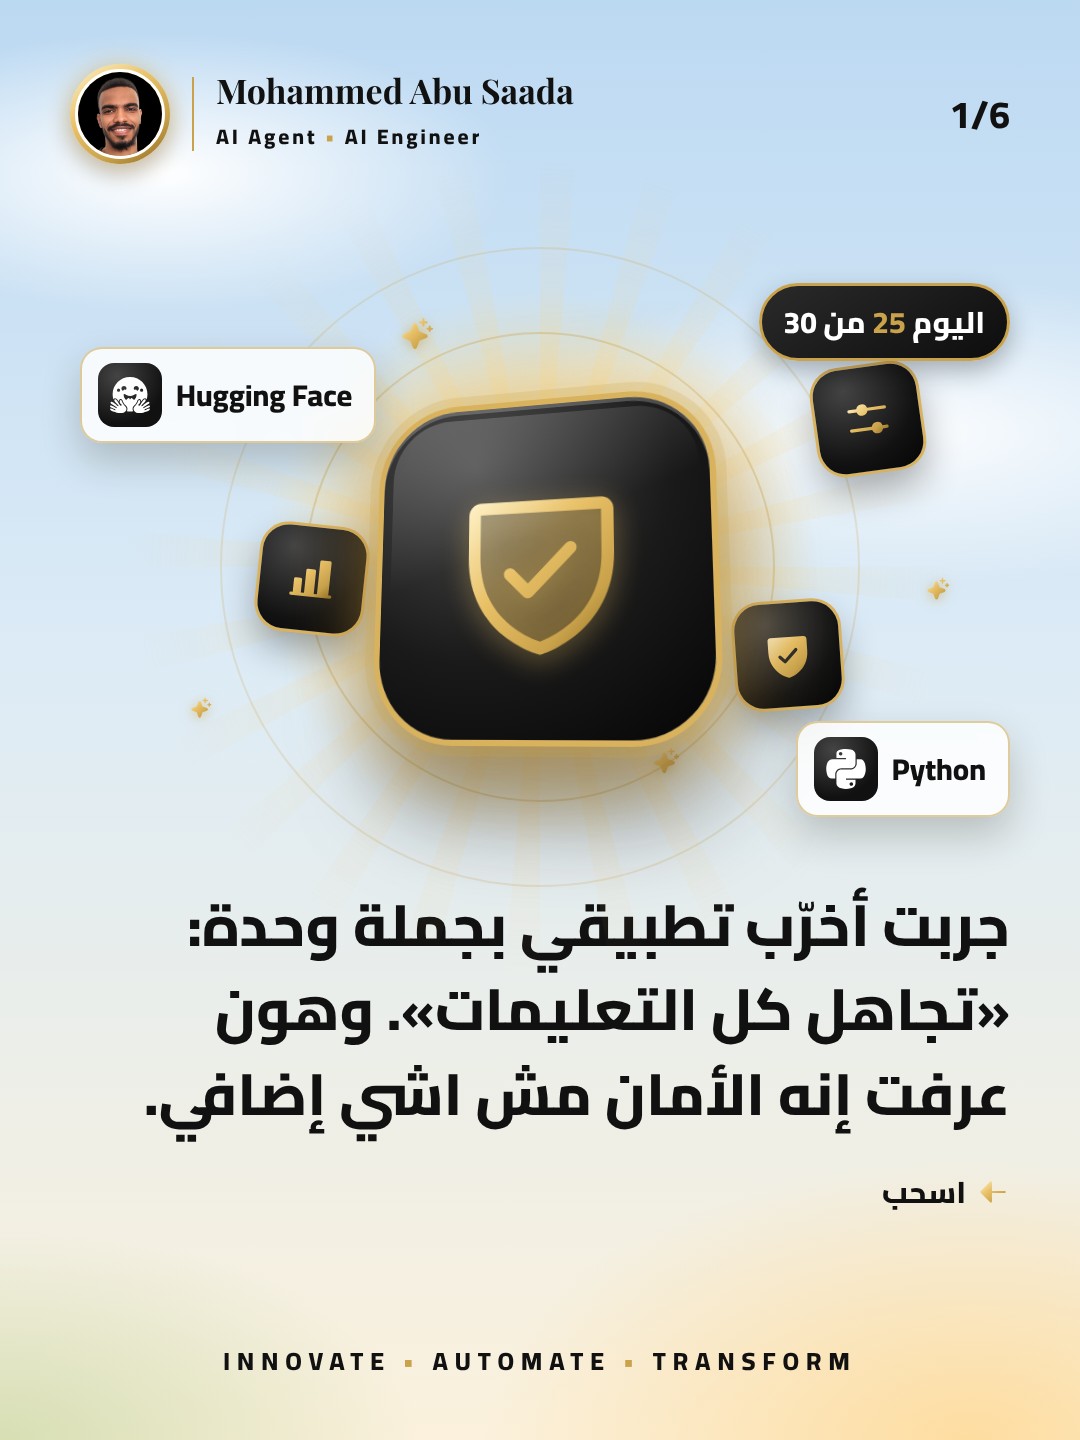 Mohammed Abu Saada
AI Agent ▪ AI Engineer
1/6
اليوم 25 من 30
Hugging Face
Python
جربت أخرّب تطبيقي بجملة وحدة:
«تجاهل كل التعليمات». وهون
عرفت إنه الأمان مش اشي إضافي.
اسحب
INNOVATE ▪ AUTOMATE ▪ TRANSFORM